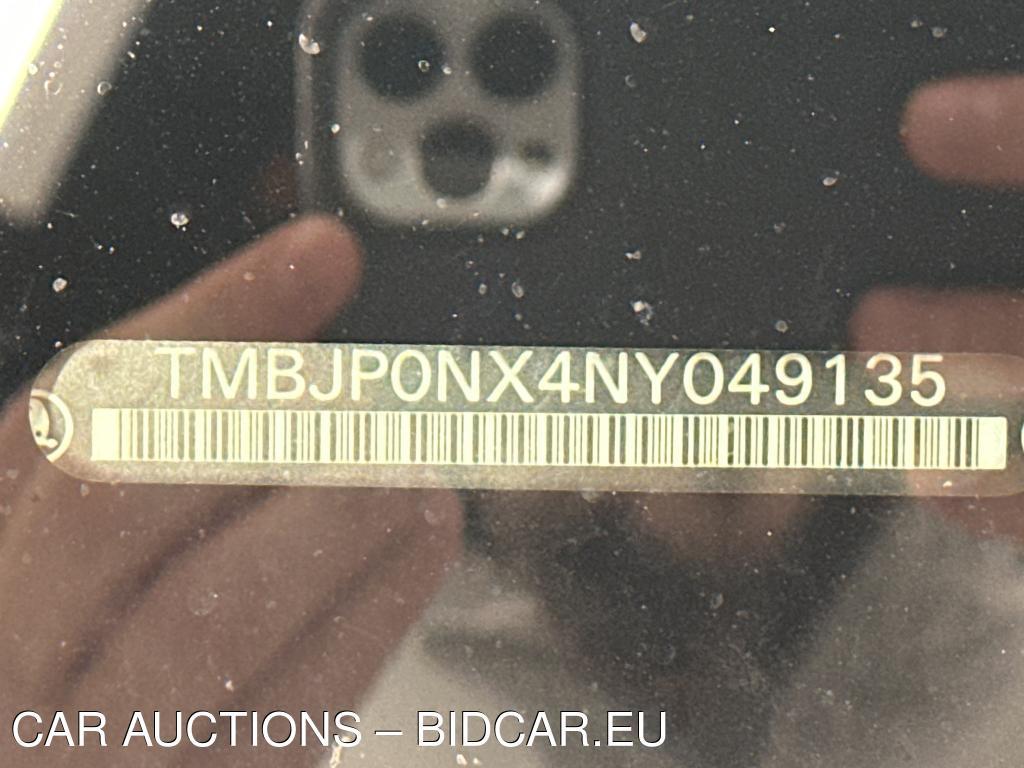 TMBJP0NX4NY049135
CAR AUCTIONS – BIDCAR.EU